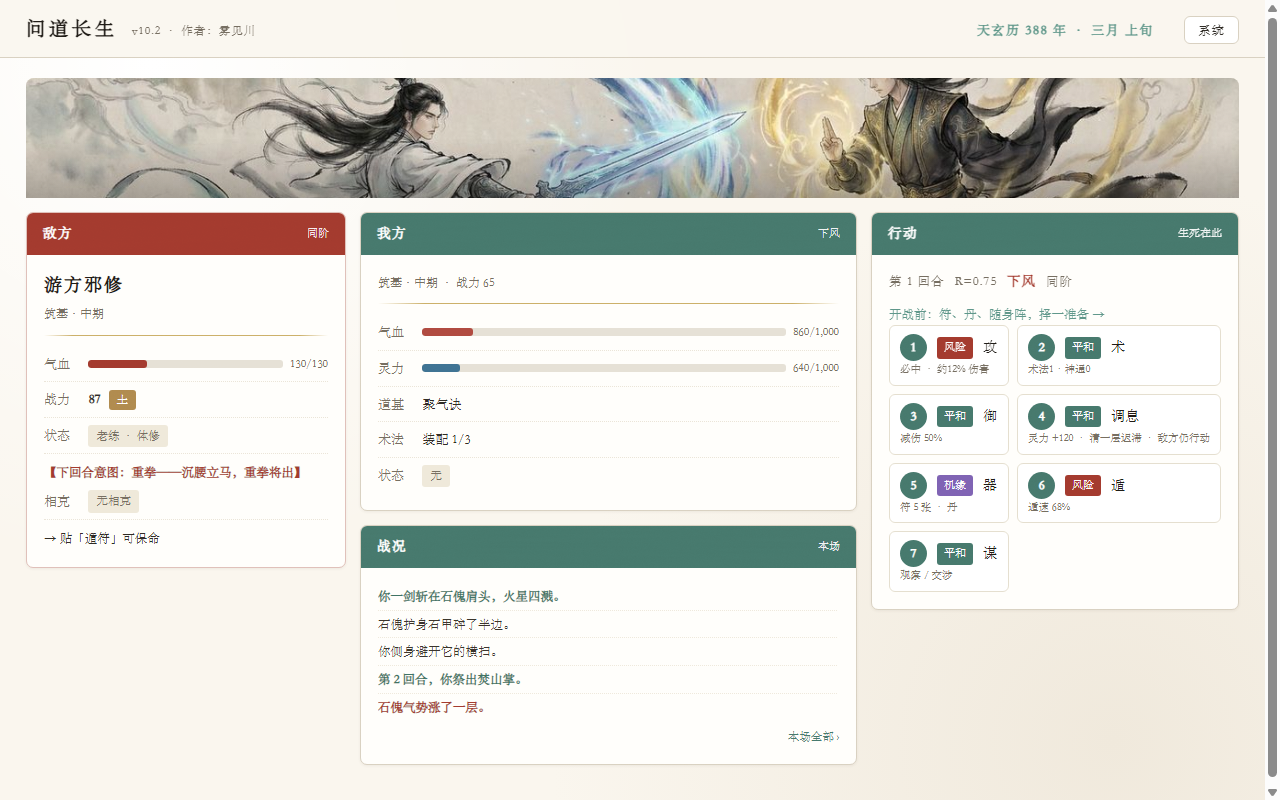 问道长生 v10.2 · 作者：雾见川
天玄历 388 年 · 三月 上旬
系统
敌方 同阶
游方邪修
筑基 · 中期
气血 130/130
战力 87 土
状态 老练 · 体修
【下回合意图：重拳——沉腰立马，重拳将出】
相克 无相克
→ 贴「遁符」可保命
我方 下风
筑基 · 中期 · 战力 65
气血 860/1,000
灵力 640/1,000
道基 聚气诀
术法 装配 1/3
状态 无
战况 本场
你一剑斩在石傀肩头，火星四溅。
石傀护身石甲碎了半边。
你侧身避开它的横扫。
第 2 回合，你祭出焚山掌。
石傀气势涨了一层。
本场全部 ›
行动 生死在此
第 1 回合 R=0.75 下风 同阶
开战前：符、丹、随身阵，择一准备 →
1 风险 攻
必中 · 约12% 伤害
2 平和 术
术法1 · 神通0
3 平和 御
减伤 50%
4 平和 调息
灵力 +120 · 清一层迟滞 · 敌方仍行动
5 机缘 器
符 5 张 · 丹
6 风险 遁
遁速 68%
7 平和 谋
观察 / 交涉